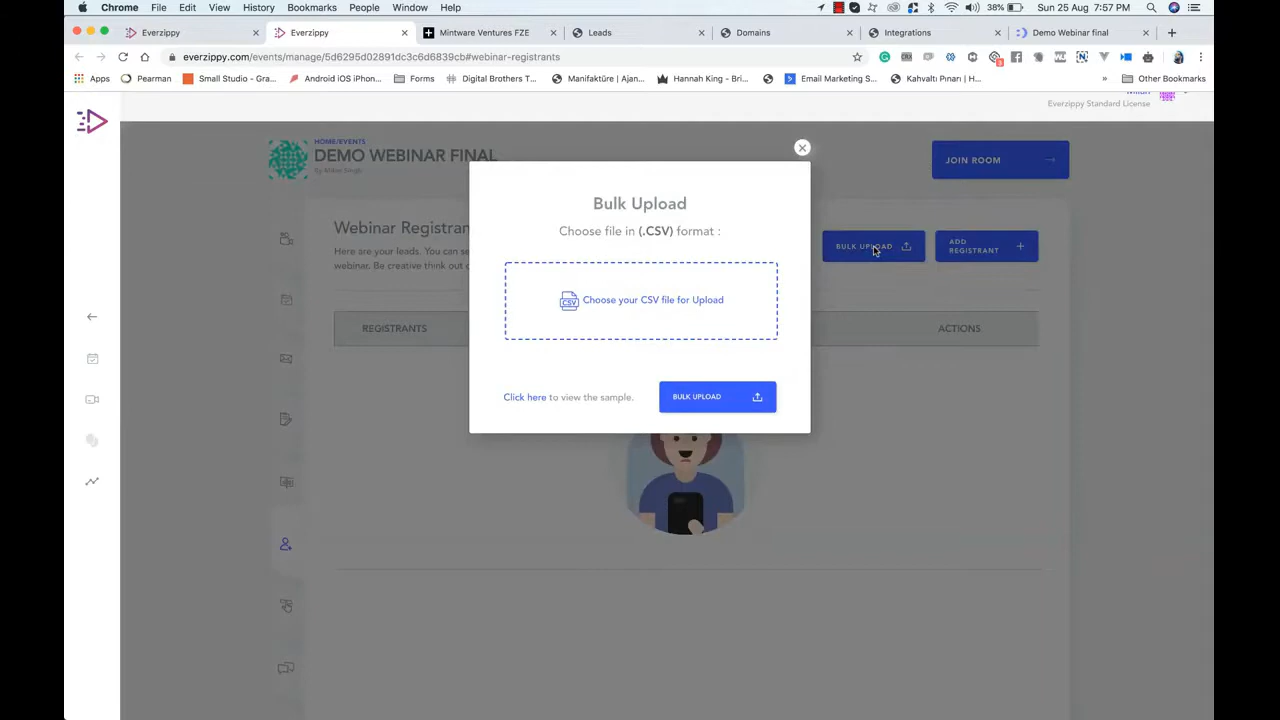 Chrome File Edit View History Bookmarks People Window Help 38% Sun 25 Aug 7:57 PM
Everzippy Everzippy Mintware Ventures FZE Leads Domains Integrations Demo Webinar final
everzippy.com/events/manage/5d6295d02891dc3c6d6839cb#webinar-registrants
Apps Pearman Small Studio - Gra... Android iOS iPhon... Forms Digital Brothers T... Manifaktüre | Ajan... Hannah King - Bri... Email Marketing S... Kahvaltı Pınarı | H... » Other Bookmarks
Everzippy Standard License
HOME/EVENTS
DEMO WEBINAR FINAL
JOIN ROOM
Bulk Upload
Choose file in (.CSV) format :
Webinar Registran
Here are your leads. You can se
webinar. Be creative think out o
BULK UPLOAD
ADD
REGISTRANT
CSV Choose your CSV file for Upload
REGISTRANTS ACTIONS
Click here to view the sample.
BULK UPLOAD